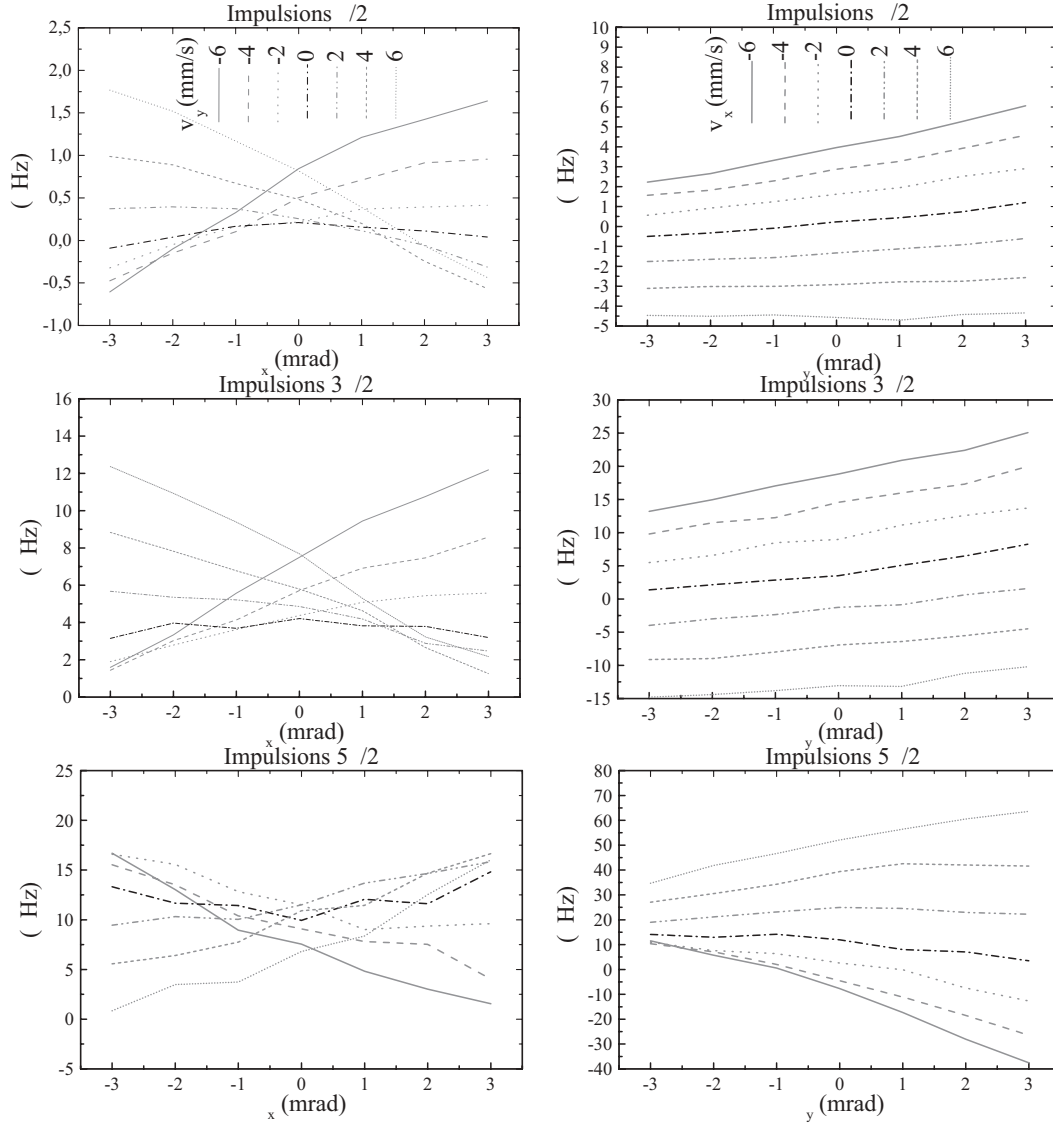 Impulsions /2
2,5
2,0
1,5
1,0
0,5
0,0
-0,5
-1,0
( Hz)
v_y (mm/s)
-6
-4
-2
0
2
4
6
-3 -2 -1 0 1 2 3
x (mrad)
Impulsions /2
10
9
8
7
6
5
4
3
2
1
0
-1
-2
-3
-4
-5
( Hz)
v_x (mm/s)
-6
-4
-2
0
2
4
6
-3 -2 -1 0 1 2 3
y (mrad)
Impulsions 3 /2
16
14
12
10
8
6
4
2
0
( Hz)
-3 -2 -1 0 1 2 3
x (mrad)
Impulsions 3 /2
30
25
20
15
10
5
0
-5
-10
-15
( Hz)
-3 -2 -1 0 1 2 3
y (mrad)
Impulsions 5 /2
25
20
15
10
5
0
-5
( Hz)
-3 -2 -1 0 1 2 3
x (mrad)
Impulsions 5 /2
80
70
60
50
40
30
20
10
0
-10
-20
-30
-40
( Hz)
-3 -2 -1 0 1 2 3
y (mrad)